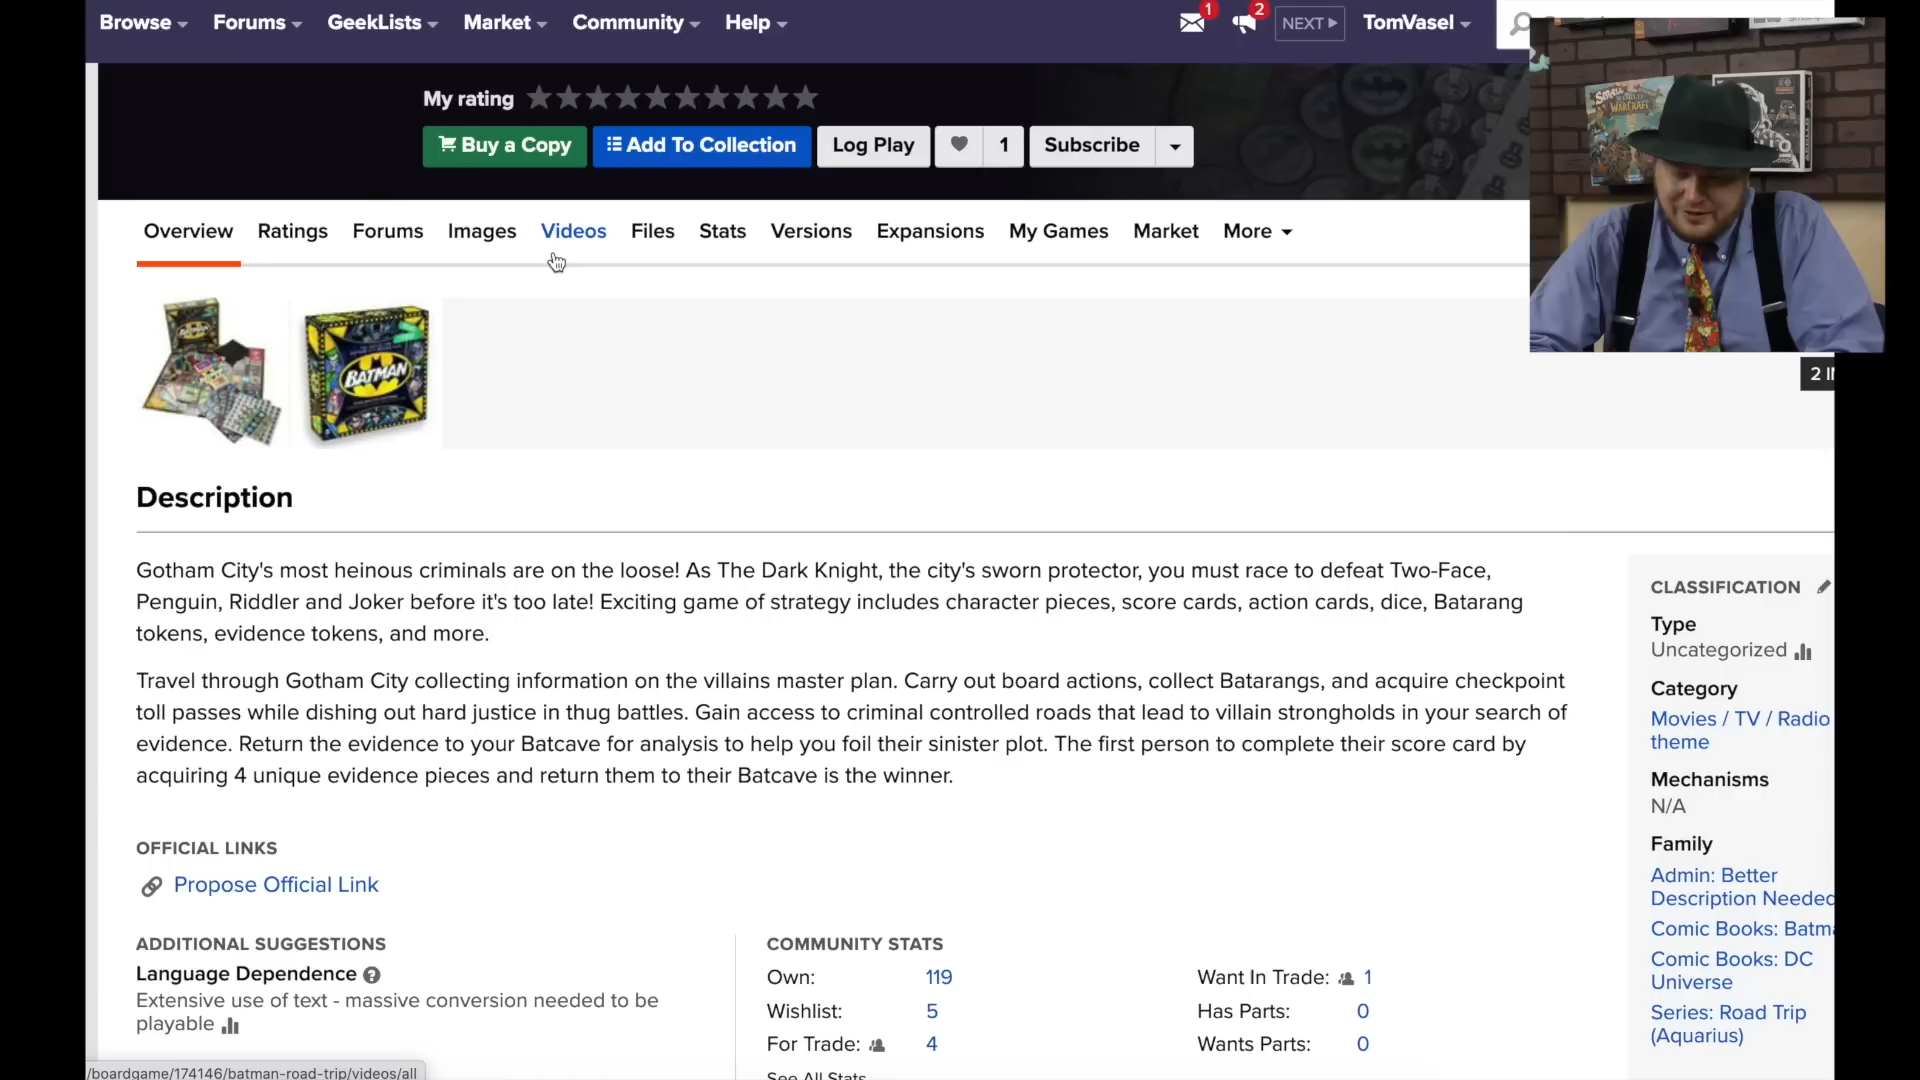 Browse Forums GeekLists Market Community Help 1 2 NEXT TomVasel
My rating
Buy a Copy Add To Collection Log Play 1 Subscribe
Overview Ratings Forums Images Videos Files Stats Versions Expansions My Games Market More
SMALL WORLD
WARCRAFT
BATMAN
BATMAN
2 I
Description
Gotham City's most heinous criminals are on the loose! As The Dark Knight, the city's sworn protector, you must race to defeat Two-Face,
Penguin, Riddler and Joker before it's too late! Exciting game of strategy includes character pieces, score cards, action cards, dice, Batarang
tokens, evidence tokens, and more.
Travel through Gotham City collecting information on the villains master plan. Carry out board actions, collect Batarangs, and acquire checkpoint
toll passes while dishing out hard justice in thug battles. Gain access to criminal controlled roads that lead to villain strongholds in your search of
evidence. Return the evidence to your Batcave for analysis to help you foil their sinister plot. The first person to complete their score card by
acquiring 4 unique evidence pieces and return them to their Batcave is the winner.
OFFICIAL LINKS
Propose Official Link
ADDITIONAL SUGGESTIONS
Language Dependence
Extensive use of text - massive conversion needed to be
playable
COMMUNITY STATS
Own: 119
Wishlist: 5
For Trade: 4
See All Stats
Want In Trade: 1
Has Parts: 0
Wants Parts: 0
CLASSIFICATION
Type
Uncategorized
Category
Movies / TV / Radio
theme
Mechanisms
N/A
Family
Admin: Better
Description Needed
Comic Books: Batma
Comic Books: DC
Universe
Series: Road Trip
(Aquarius)
/boardgame/174146/batman-road-trip/videos/all